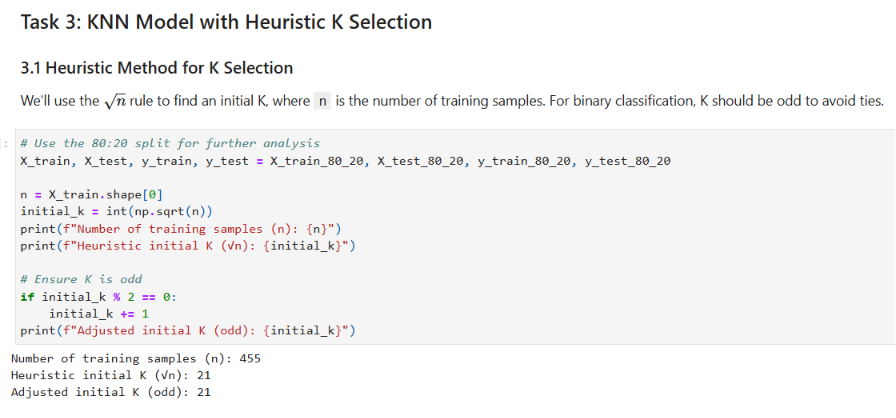 Task 3: KNN Model with Heuristic K Selection
3.1 Heuristic Method for K Selection
We'll use the √n rule to find an initial K, where n is the number of training samples. For binary classification, K should be odd to avoid ties.
: # Use the 80:20 split for further analysis
X_train, X_test, y_train, y_test = X_train_80_20, X_test_80_20, y_train_80_20, y_test_80_20
n = X_train.shape[0]
initial_k = int(np.sqrt(n))
print(f"Number of training samples (n): {n}")
print(f"Heuristic initial K (√n): {initial_k}")
# Ensure K is odd
if initial_k % 2 == 0:
    initial_k += 1
print(f"Adjusted initial K (odd): {initial_k}")
Number of training samples (n): 455
Heuristic initial K (√n): 21
Adjusted initial K (odd): 21